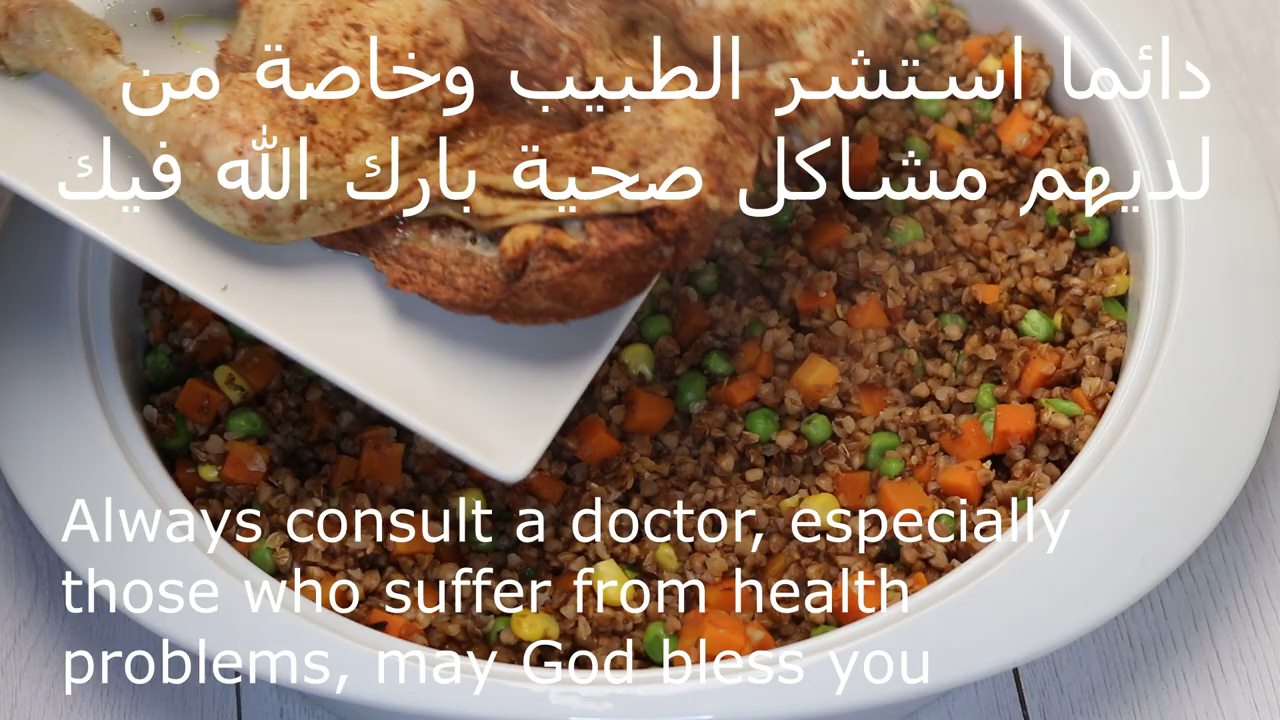 دائما استشر الطبيب وخاصة من
لديهم مشاكل صحية بارك الله فيك
Always consult a doctor, especially
those who suffer from health
problems, may God bless you